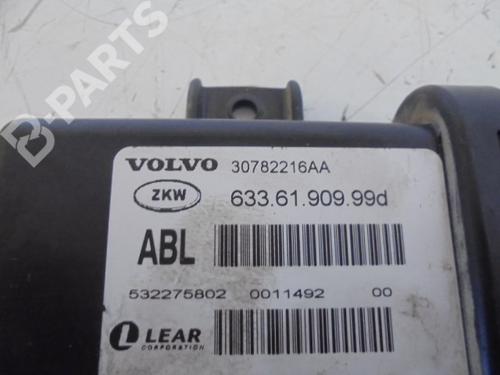 B-PARTS
VOLVO 30782216AA
ZKW 633.61.909.99d
ABL
532275802 0011492 00
LEAR
CORPORATION